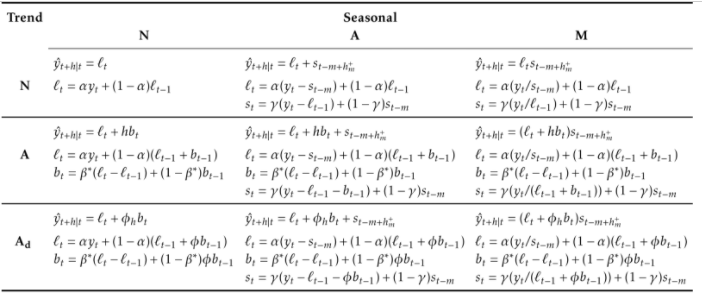 Trend Seasonal
N A M
ŷ_{t+h|t} = ℓ_t ŷ_{t+h|t} = ℓ_t + s_{t−m+h_m^+} ŷ_{t+h|t} = ℓ_t s_{t−m+h_m^+}
N ℓ_t = αy_t + (1 − α)ℓ_{t−1} ℓ_t = α(y_t − s_{t−m}) + (1 − α)ℓ_{t−1} ℓ_t = α(y_t/s_{t−m}) + (1 − α)ℓ_{t−1}
s_t = γ(y_t − ℓ_{t−1}) + (1 − γ)s_{t−m} s_t = γ(y_t/ℓ_{t−1}) + (1 − γ)s_{t−m}
ŷ_{t+h|t} = ℓ_t + hb_t ŷ_{t+h|t} = ℓ_t + hb_t + s_{t−m+h_m^+} ŷ_{t+h|t} = (ℓ_t + hb_t)s_{t−m+h_m^+}
A ℓ_t = αy_t + (1 − α)(ℓ_{t−1} + b_{t−1}) ℓ_t = α(y_t − s_{t−m}) + (1 − α)(ℓ_{t−1} + b_{t−1}) ℓ_t = α(y_t/s_{t−m}) + (1 − α)(ℓ_{t−1} + b_{t−1})
b_t = β*(ℓ_t − ℓ_{t−1}) + (1 − β*)b_{t−1} b_t = β*(ℓ_t − ℓ_{t−1}) + (1 − β*)b_{t−1} b_t = β*(ℓ_t − ℓ_{t−1}) + (1 − β*)b_{t−1}
s_t = γ(y_t − ℓ_{t−1} − b_{t−1}) + (1 − γ)s_{t−m} s_t = γ(y_t/(ℓ_{t−1} + b_{t−1})) + (1 − γ)s_{t−m}
ŷ_{t+h|t} = ℓ_t + ϕ_h b_t ŷ_{t+h|t} = ℓ_t + ϕ_h b_t + s_{t−m+h_m^+} ŷ_{t+h|t} = (ℓ_t + ϕ_h b_t)s_{t−m+h_m^+}
A_d ℓ_t = αy_t + (1 − α)(ℓ_{t−1} + ϕb_{t−1}) ℓ_t = α(y_t − s_{t−m}) + (1 − α)(ℓ_{t−1} + ϕb_{t−1}) ℓ_t = α(y_t/s_{t−m}) + (1 − α)(ℓ_{t−1} + ϕb_{t−1})
b_t = β*(ℓ_t − ℓ_{t−1}) + (1 − β*)ϕb_{t−1} b_t = β*(ℓ_t − ℓ_{t−1}) + (1 − β*)ϕb_{t−1} b_t = β*(ℓ_t − ℓ_{t−1}) + (1 − β*)ϕb_{t−1}
s_t = γ(y_t − ℓ_{t−1} − ϕb_{t−1}) + (1 − γ)s_{t−m} s_t = γ(y_t/(ℓ_{t−1} + ϕb_{t−1})) + (1 − γ)s_{t−m}